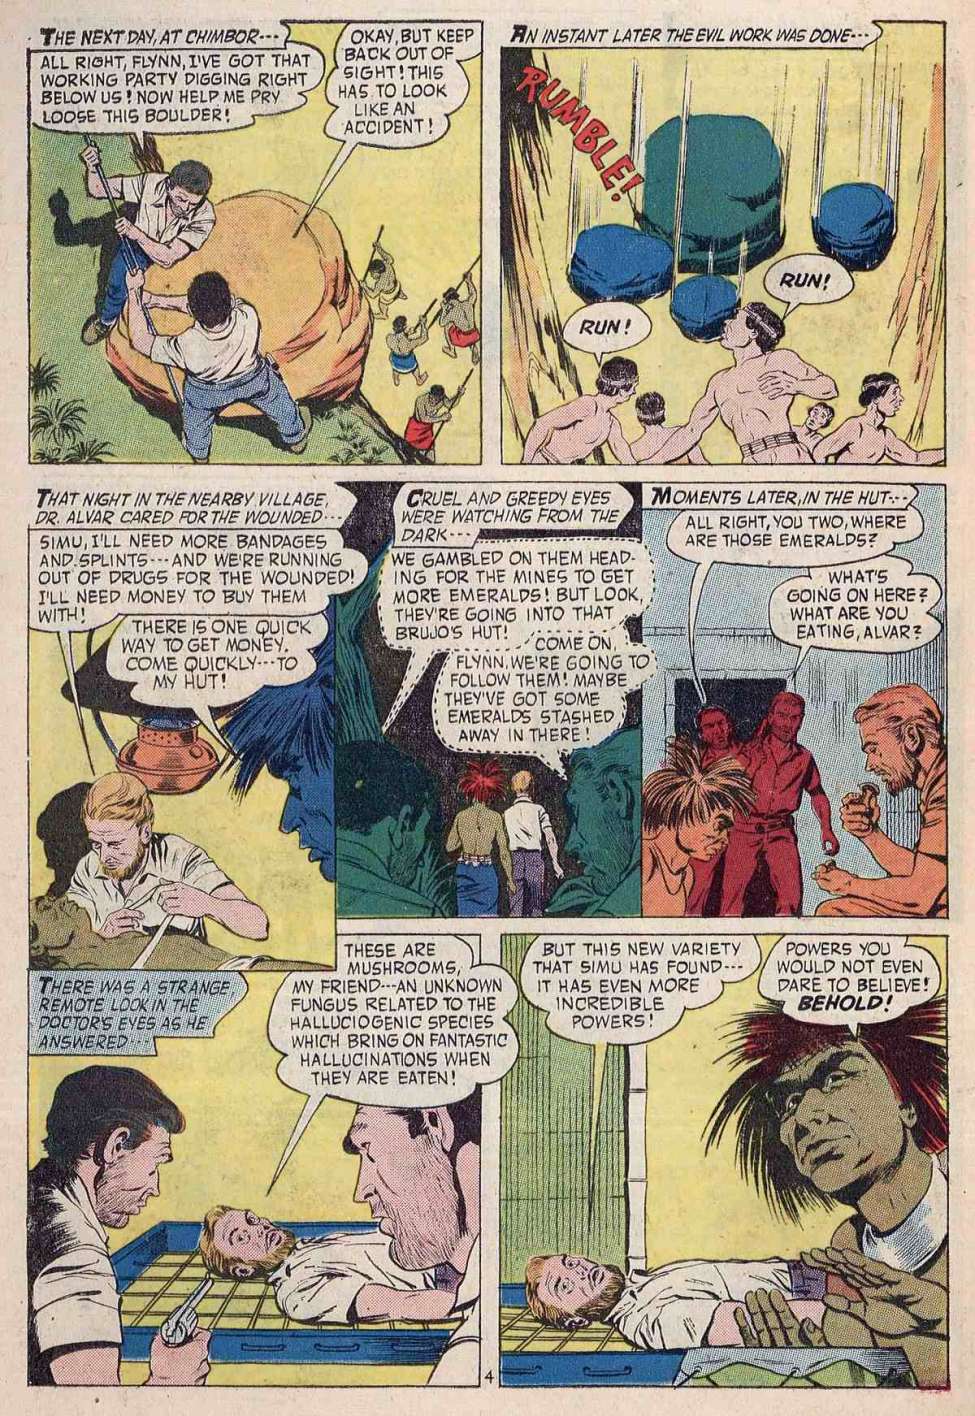 THE NEXT DAY, AT CHIMBOR---
ALL RIGHT, FLYNN, I'VE GOT THAT
WORKING PARTY DIGGING RIGHT
BELOW US! NOW HELP ME PRY
LOOSE THIS BOULDER!
OKAY, BUT KEEP
BACK OUT OF
SIGHT! THIS
HAS TO LOOK
LIKE AN
ACCIDENT!
AN INSTANT LATER THE EVIL WORK WAS DONE---
RUMBLE!
RUN!
RUN!
THAT NIGHT IN THE NEARBY VILLAGE,
DR. ALVAR CARED FOR THE WOUNDED---
SIMU, I'LL NEED MORE BANDAGES
AND SPLINTS---AND WE'RE RUNNING
OUT OF DRUGS FOR THE WOUNDED!
I'LL NEED MONEY TO BUY THEM
WITH!
THERE IS ONE QUICK
WAY TO GET MONEY.
COME QUICKLY---TO
MY HUT!
CRUEL AND GREEDY EYES
WERE WATCHING FROM THE
DARK---
WE GAMBLED ON THEM HEAD-
ING FOR THE MINES TO GET
MORE EMERALDS! BUT LOOK,
THEY'RE GOING INTO THAT
BRUJO'S HUT!
COME ON,
FLYNN, WE'RE GOING TO
FOLLOW THEM! MAYBE
THEY'VE GOT SOME
EMERALDS STASHED
AWAY IN THERE!
MOMENTS LATER, IN THE HUT---
ALL RIGHT, YOU TWO, WHERE
ARE THOSE EMERALDS?
WHAT'S
GOING ON HERE?
WHAT ARE YOU
EATING, ALVAR?
THERE WAS A STRANGE
REMOTE LOOK IN THE
DOCTOR'S EYES AS HE
ANSWERED---
THESE ARE
MUSHROOMS,
MY FRIEND---AN UNKNOWN
FUNGUS RELATED TO THE
HALLUCIOGENIC SPECIES
WHICH BRING ON FANTASTIC
HALLUCINATIONS WHEN
THEY ARE EATEN!
BUT THIS NEW VARIETY
THAT SIMU HAS FOUND---
IT HAS EVEN MORE
INCREDIBLE
POWERS!
POWERS YOU
WOULD NOT EVEN
DARE TO BELIEVE!
BEHOLD!
4